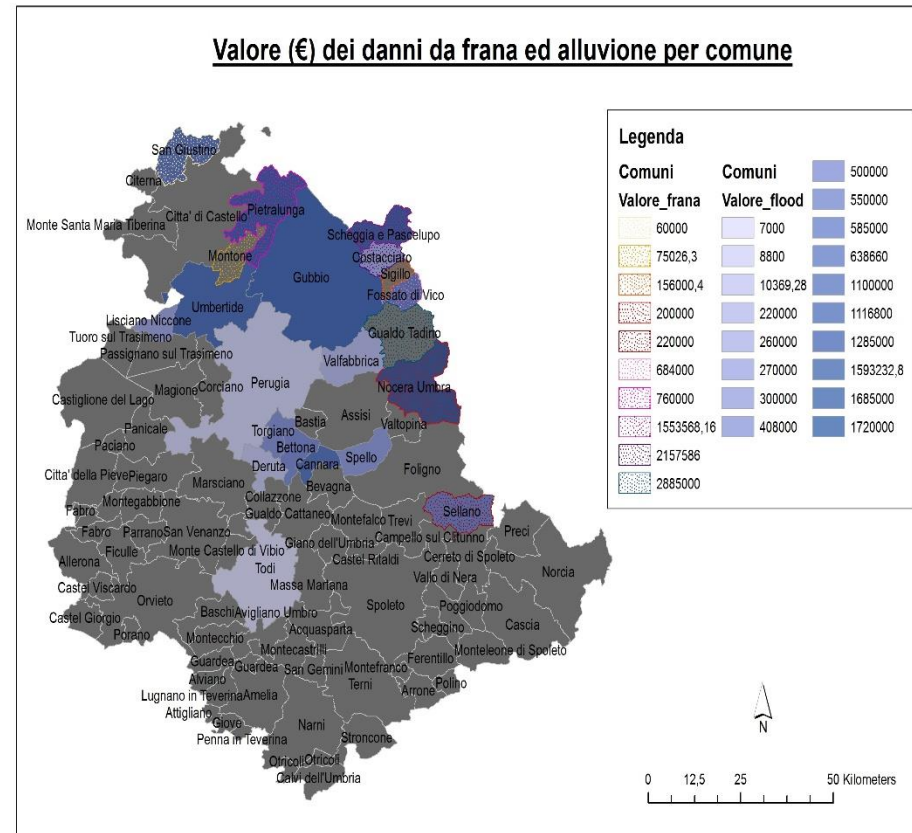 Valore (€) dei danni da frana ed alluvione per comune
Legenda
Comuni
Valore_frana
60000
75026,3
156000,4
200000
220000
684000
760000
1553568,16
2157586
2885000
Comuni
Valore_flood
7000
8800
10369,28
220000
260000
270000
300000
408000
500000
550000
585000
638660
1100000
1116800
1285000
1593232,8
1685000
1720000
San Giustino
Citerna
Citta' di Castello
Pietralunga
Monte Santa Maria Tiberina
Scheggia e Pascelupo
Montone
Costacciaro
Gubbio
Sigillo
Fossato di Vico
Umbertide
Lisciano Niccone
Gualdo Tadino
Tuoro sul Trasimeno
Passignano sul Trasimeno
Valfabbrica
Magione
Corciano
Perugia
Nocera Umbra
Castiglione del Lago
Assisi
Bastia
Valtopina
Panicale
Torgiano
Paciano
Bettona
Spello
Cannara
Deruta
Foligno
Citta' della Pieve
Piegaro
Marsciano
Bevagna
Collazzone
Montegabbione
Gualdo Cattaneo
Sellano
Fabro
Montefalco
Trevi
Fabro
Parrano
San Venanzo
Giano dell'Umbria
Campello sul Clitunno
Preci
Ficulle
Monte Castello di Vibio
Castel Ritaldi
Cerreto di Spoleto
Allerona
Todi
Vallo di Nera
Norcia
Castel Viscardo
Massa Martana
Orvieto
Spoleto
Poggiodomo
Castel Giorgio
Baschi
Avigliano Umbro
Scheggino
Cascia
Porano
Acquasparta
Montecchio
Montecastrilli
Monteleone di Spoleto
Guardea
Guardea
San Gemini
Montefranco
Ferentillo
Alviano
Terni
Polino
Lugnano in Teverina
Amelia
Arrone
Attigliano
Giove
Narni
Penna in Teverina
Stroncone
Otricoli
Otricoli
Calvi dell'Umbria
N
0 12,5 25 50 Kilometers